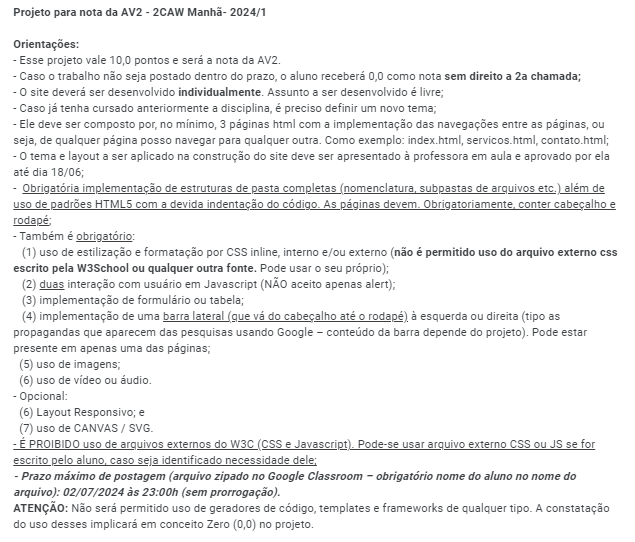 Projeto para nota da AV2 - 2CAW Manhã- 2024/1
Orientações:
- Esse projeto vale 10,0 pontos e será a nota da AV2.
- Caso o trabalho não seja postado dentro do prazo, o aluno receberá 0,0 como nota sem direito a 2a chamada;
- O site deverá ser desenvolvido individualmente. Assunto a ser desenvolvido é livre;
- Caso já tenha cursado anteriormente a disciplina, é preciso definir um novo tema;
- Ele deve ser composto por, no mínimo, 3 páginas html com a implementação das navegações entre as páginas, ou
seja, de qualquer página posso navegar para qualquer outra. Como exemplo: index.html, servicos.html, contato.html;
- O tema e layout a ser aplicado na construção do site deve ser apresentado à professora em aula e aprovado por ela
até dia 18/06;
- Obrigatória implementação de estruturas de pasta completas (nomenclatura, subpastas de arquivos etc.) além de
uso de padrões HTML5 com a devida indentação do código. As páginas devem. Obrigatoriamente, conter cabeçalho e
rodapé;
- Também é obrigatório:
(1) uso de estilização e formatação por CSS inline, interno e/ou externo (não é permitido uso do arquivo externo css
escrito pela W3School ou qualquer outra fonte. Pode usar o seu próprio);
(2) duas interação com usuário em Javascript (NÃO aceito apenas alert);
(3) implementação de formulário ou tabela;
(4) implementação de uma barra lateral (que vá do cabeçalho até o rodapé) à esquerda ou direita (tipo as
propagandas que aparecem das pesquisas usando Google – conteúdo da barra depende do projeto). Pode estar
presente em apenas uma das páginas;
(5) uso de imagens;
(6) uso de vídeo ou áudio.
- Opcional:
(6) Layout Responsivo; e
(7) uso de CANVAS / SVG.
- É PROIBIDO uso de arquivos externos do W3C (CSS e Javascript). Pode-se usar arquivo externo CSS ou JS se for
escrito pelo aluno, caso seja identificado necessidade dele;
- Prazo máximo de postagem (arquivo zipado no Google Classroom – obrigatório nome do aluno no nome do
arquivo): 02/07/2024 às 23:00h (sem prorrogação).
ATENÇÃO: Não será permitido uso de geradores de código, templates e frameworks de qualquer tipo. A constatação
do uso desses implicará em conceito Zero (0,0) no projeto.